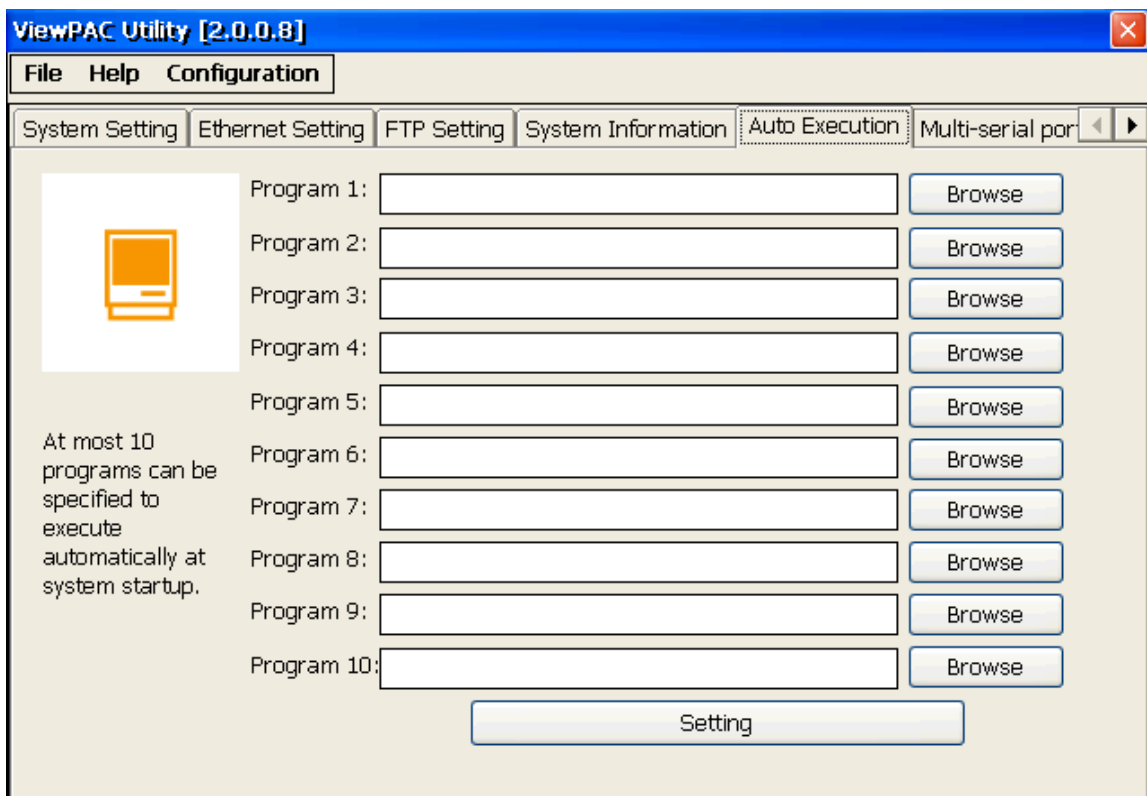 ViewPAC Utility [2.0.0.8]
File Help Configuration
System Setting Ethernet Setting FTP Setting System Information Auto Execution Multi-serial por
Program 1: Browse
Program 2: Browse
Program 3: Browse
Program 4: Browse
Program 5: Browse
Program 6: Browse
Program 7: Browse
Program 8: Browse
Program 9: Browse
Program 10: Browse
At most 10
programs can be
specified to
execute
automatically at
system startup.
Setting